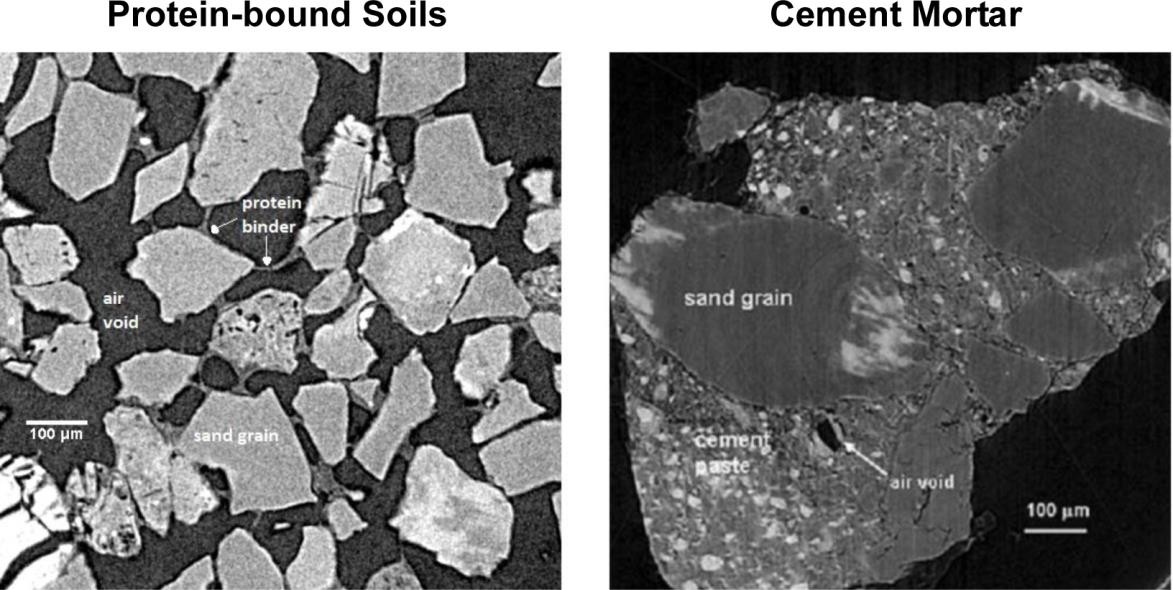 Protein-bound Soils
Cement Mortar
protein
binder
air
void
100 µm
sand grain
sand grain
cement
paste
air void
100 µm